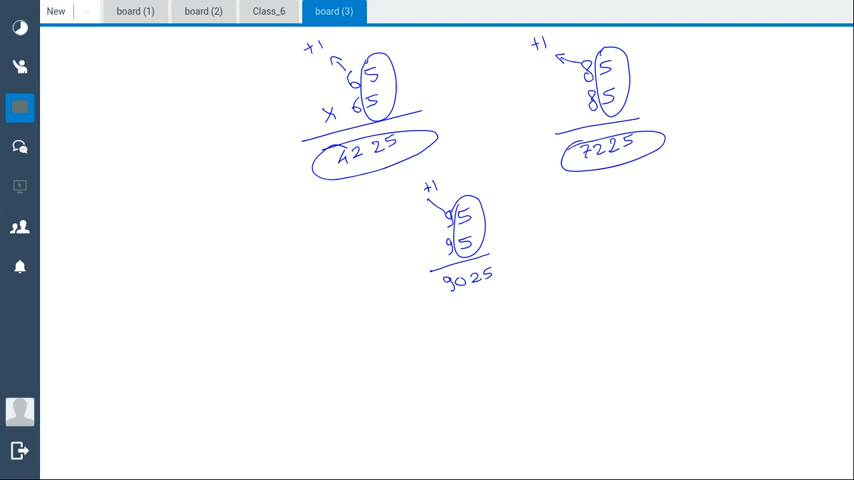 New
board (1)
board (2)
Class_6
board (3)
+1
65
x 65
4225
+1
85
85
7225
+1
95
95
9025